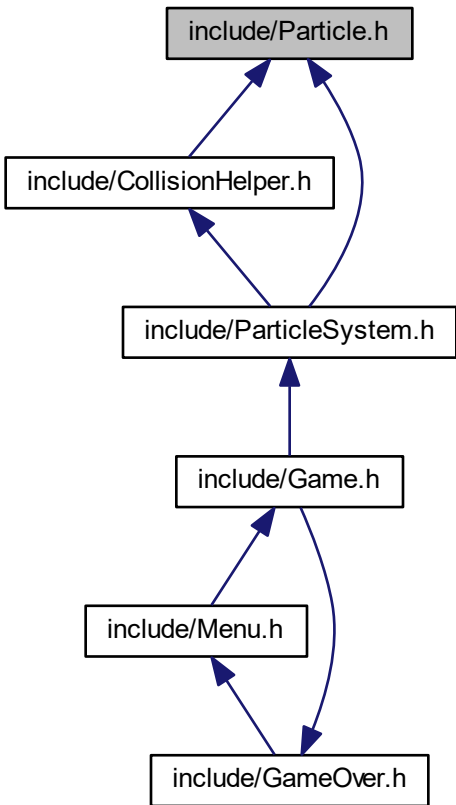 include/Particle.h
include/CollisionHelper.h
include/ParticleSystem.h
include/Game.h
include/Menu.h
include/GameOver.h